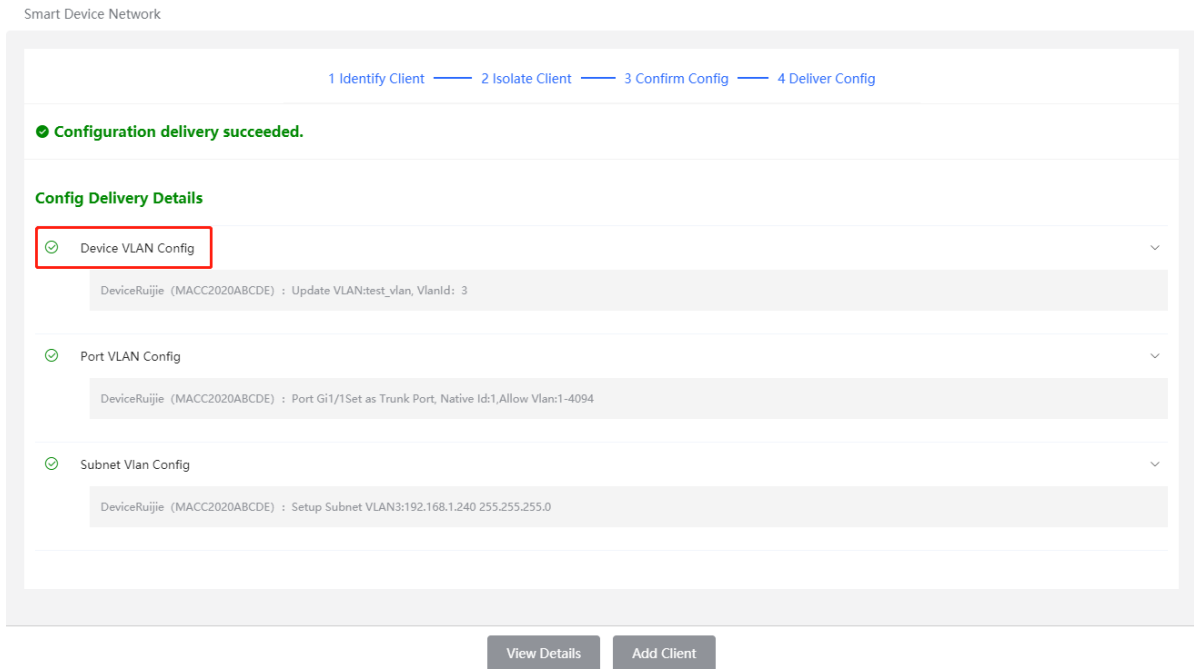 Smart Device Network
1 Identify Client 2 Isolate Client 3 Confirm Config 4 Deliver Config
Configuration delivery succeeded.
Config Delivery Details
Device VLAN Config
DeviceRuijie (MACC2020ABCDE) : Update VLAN:test_vlan, VlanId: 3
Port VLAN Config
DeviceRuijie (MACC2020ABCDE) : Port Gi1/1Set as Trunk Port, Native Id:1,Allow Vlan:1-4094
Subnet Vlan Config
DeviceRuijie (MACC2020ABCDE) : Setup Subnet VLAN3:192.168.1.240 255.255.255.0
View Details Add Client